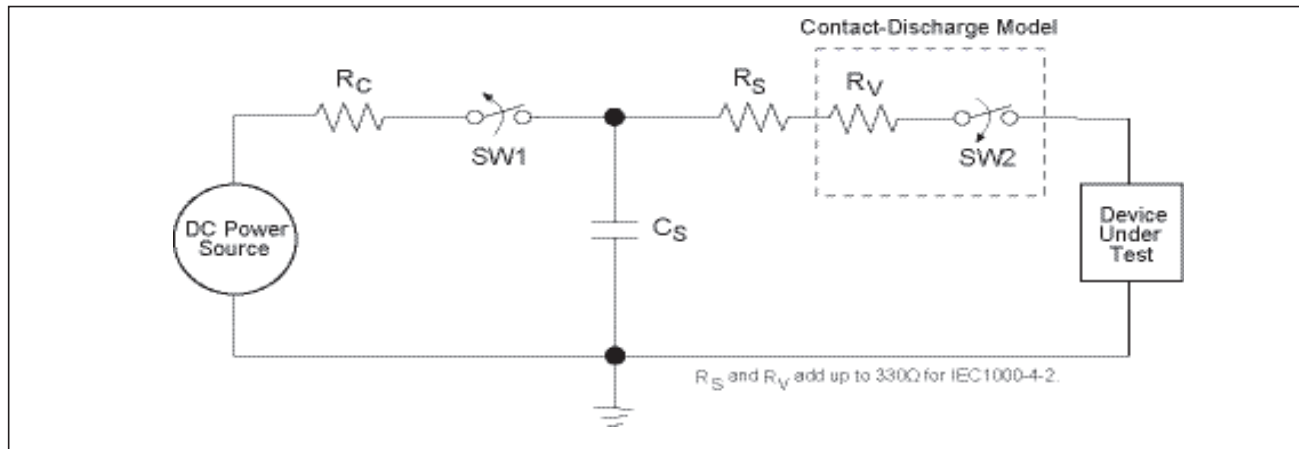 Contact-Discharge Model
RC
RS
RV
SW1
SW2
DC Power
Source
CS
Device
Under
Test
RS and RV add up to 330Ω for IEC1000-4-2.